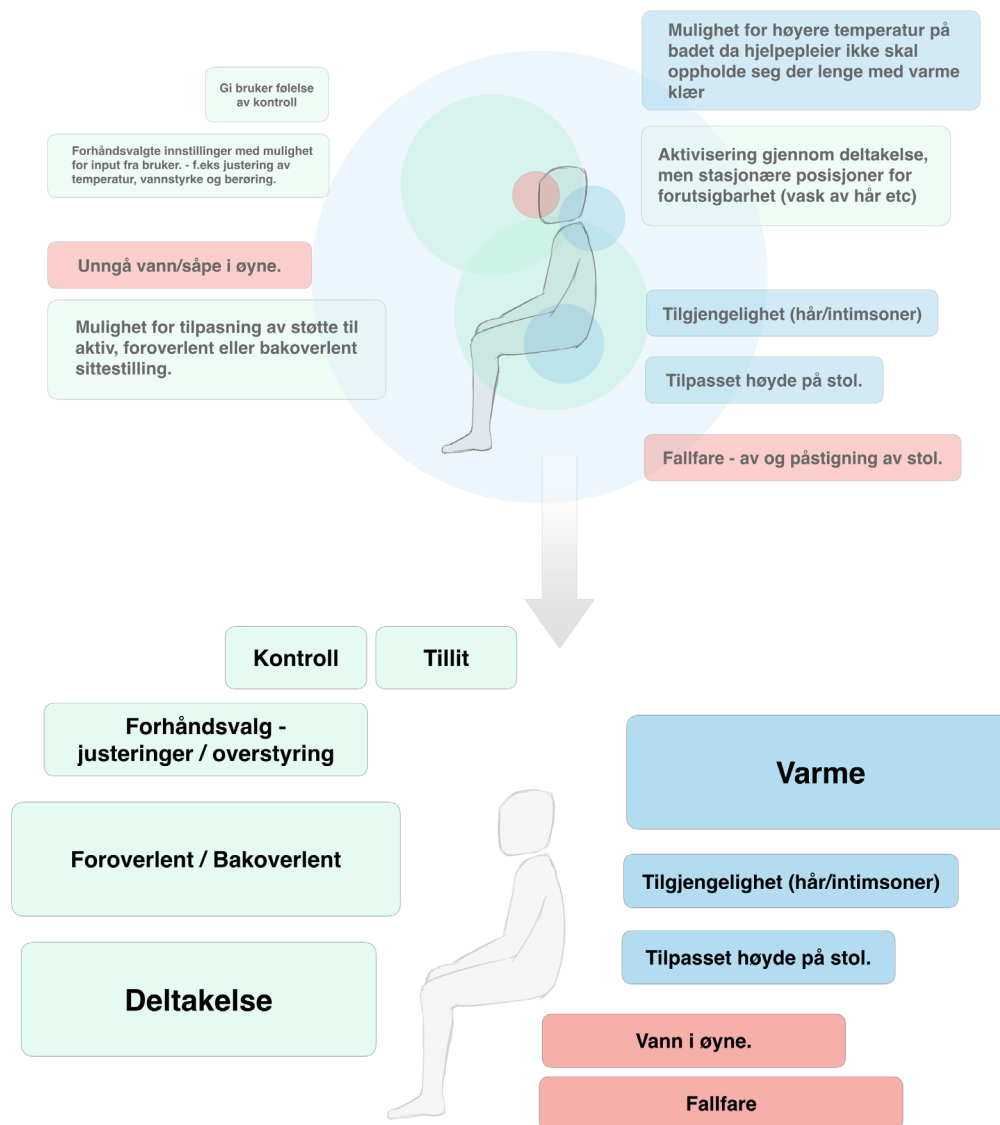 Mulighet for høyere temperatur på
badet da hjelpepleier ikke skal
oppholde seg der lenge med varme
klær
Gi bruker følelse
av kontroll
Forhåndsvalgte innstillinger med mulighet
for input fra bruker. - f.eks justering av
temperatur, vannstyrke og berøring.
Aktivisering gjennom deltakelse,
men stasjonære posisjoner for
forutsigbarhet (vask av hår etc)
Unngå vann/såpe i øyne.
Mulighet for tilpasning av støtte til
aktiv, foroverlent eller bakoverlent
sittestilling.
Tilgjengelighet (hår/intimsoner)
Tilpasset høyde på stol.
Fallfare - av og påstigning av stol.
Kontroll
Tillit
Forhåndsvalg -
justeringer / overstyring
Varme
Foroverlent / Bakoverlent
Tilgjengelighet (hår/intimsoner)
Tilpasset høyde på stol.
Deltakelse
Vann i øyne.
Fallfare